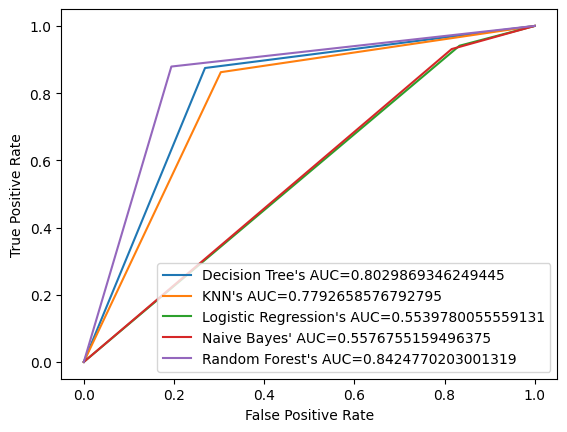 1.0
0.8
0.6
0.4
0.2
0.0
True Positive Rate
Decision Tree's AUC=0.8029869346249445
KNN's AUC=0.7792658576792795
Logistic Regression's AUC=0.5539780055559131
Naive Bayes' AUC=0.5576755159496375
Random Forest's AUC=0.8424770203001319
0.0 0.2 0.4 0.6 0.8 1.0
False Positive Rate